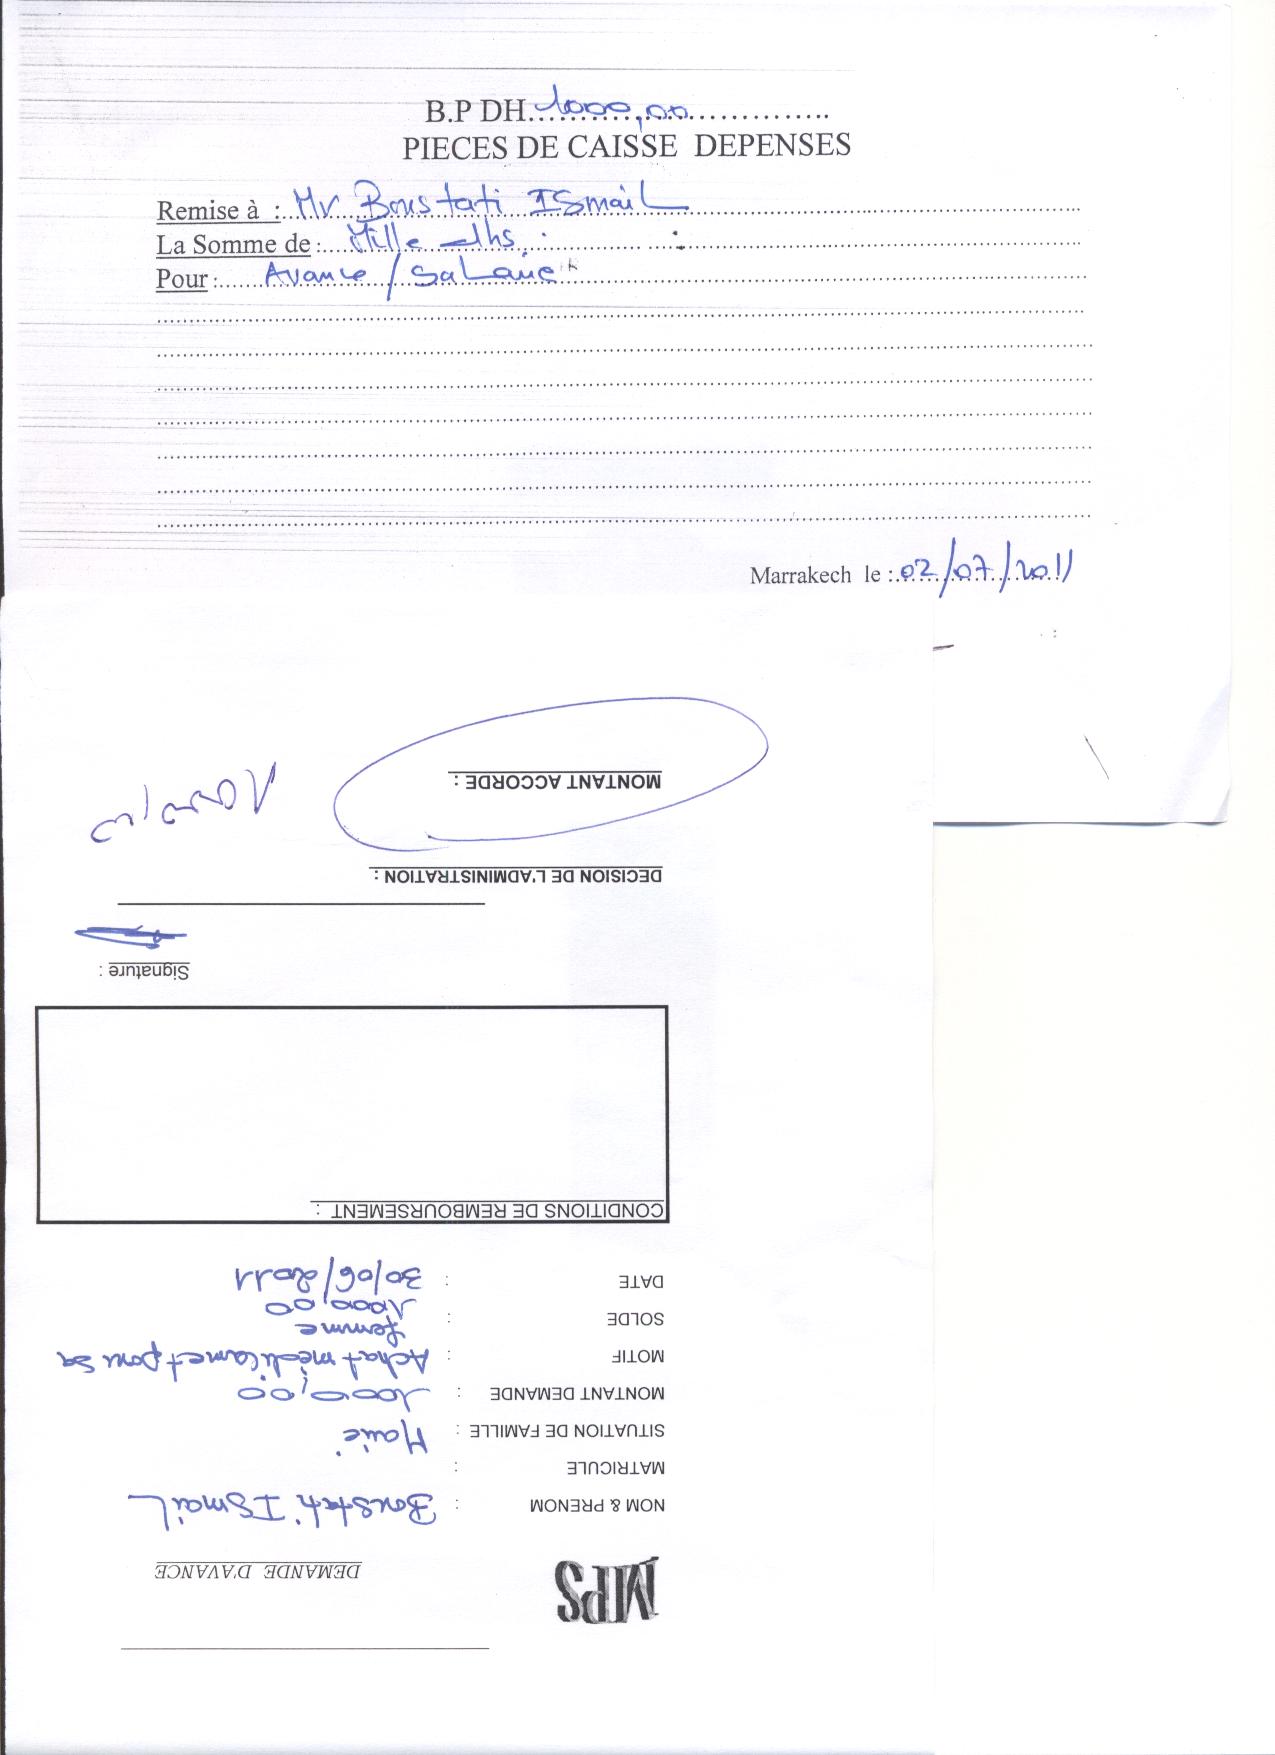 B.P DH.......1000,00..............
PIECES DE CAISSE DEPENSES
Remise à : Mr Boustati ISmaiL
La Somme de : Mille dhs
Pour : Avance / SaLaire
Marrakech le : 02/07/2011
MPS
DEMANDE D'AVANCE
NOM & PRENOM : Boustati ISmaiL
MATRICULE :
SITUATION DE FAMILLE : Marié
MONTANT DEMANDE : 1000,00
MOTIF : Achat médicamet pour sa
femme
SOLDE : 1000,00
DATE : 30/06/2011
CONDITIONS DE REMBOURSEMENT :
Signature :
DECISION DE L'ADMINISTRATION :
MONTANT ACCORDE :